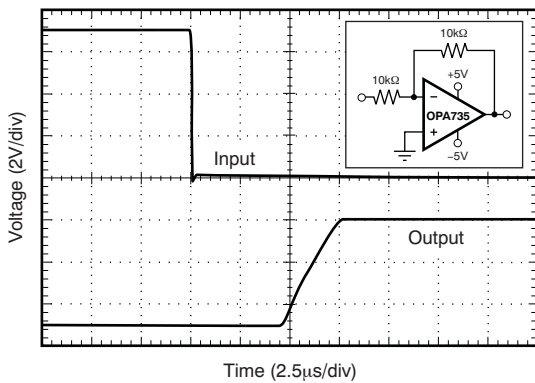 10kΩ
10kΩ
+5V
−
OPA735
+
−5V
Input
Output
Voltage (2V/div)
Time (2.5µs/div)